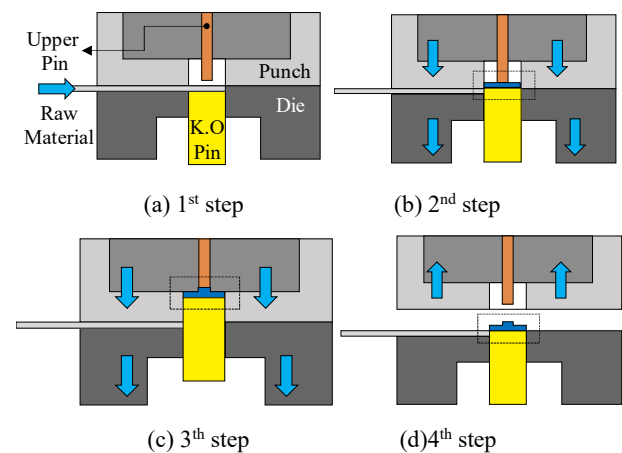 Upper
Pin
Punch
Raw
Material
Die
K.O
Pin
(a) 1st step
(b) 2nd step
(c) 3th step
(d)4th step